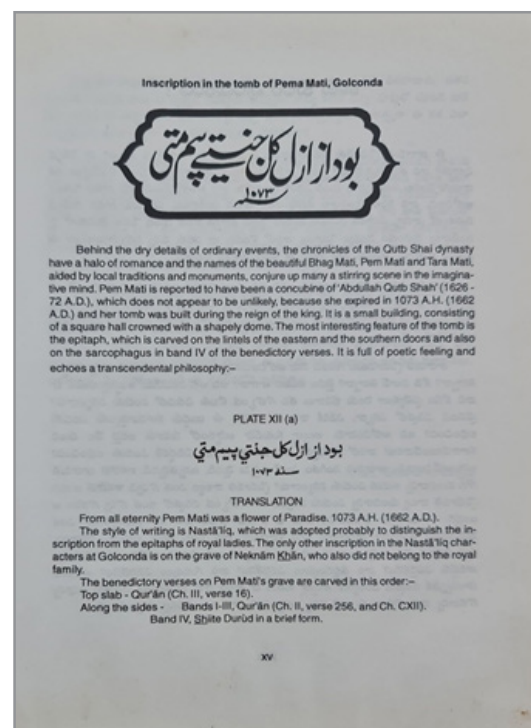 Inscription in the tomb of Pema Mati, Golconda
بود از ازل گل جنتے پیم متی
سنہ ۱۰۷۳
Behind the dry details of ordinary events, the chronicles of the Qutb Shai dynasty
have a halo of romance and the names of the beautiful Bhag Mati, Pem Mati and Tara Mati,
aided by local traditions and monuments, conjure up many a stirring scene in the imagina-
tive mind. Pem Mati is reported to have been a concubine of 'Abdullah Qutb Shah' (1626 -
72 A.D.), which does not appear to be unlikely, because she expired in 1073 A.H. (1662
A.D.) and her tomb was built during the reign of the king. It is a small building, consisting
of a square hall crowned with a shapely dome. The most interesting feature of the tomb is
the epitaph, which is carved on the lintels of the eastern and the southern doors and also
on the sarcophagus in band IV of the benedictory verses. It is full of poetic feeling and
echoes a transcendental philosophy:–
PLATE XII (a)
بود از ازل گل جنتي پيم متي
سنه ۱۰۷۳
TRANSLATION
From all eternity Pem Mati was a flower of Paradise. 1073 A.H. (1662 A.D.).
The style of writing is Nastā'līq, which was adopted probably to distinguish the in-
scription from the epitaphs of royal ladies. The only other inscription in the Nastā'līq char-
acters at Golconda is on the grave of Neknām Khān, who also did not belong to the royal
family.
The benedictory verses on Pem Mati's grave are carved in this order:–
Top slab - Qur'ān (Ch. III, verse 16).
Along the sides - Bands I-III, Qur'ān (Ch. II, verse 256, and Ch. CXII).
Band IV, Shiite Durūd in a brief form.
XV